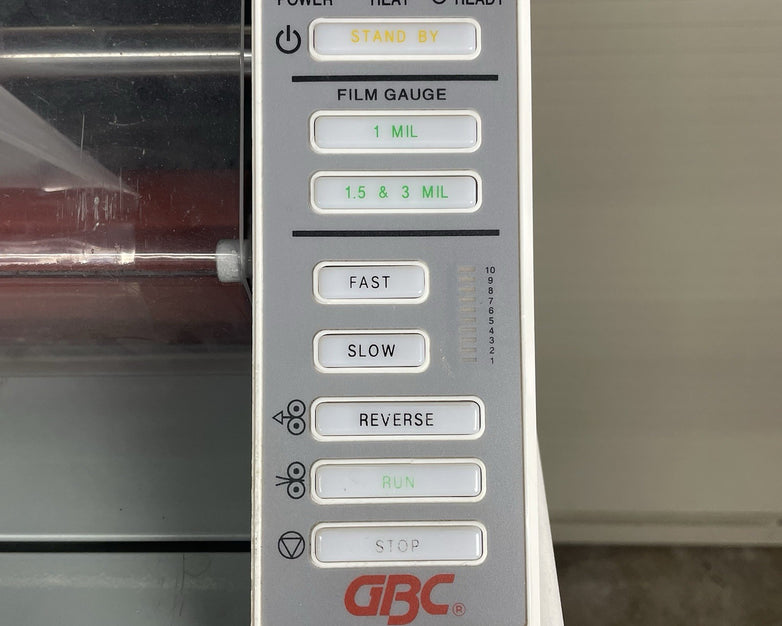 POWER HEAT READY
STAND BY
FILM GAUGE
1 MIL
1.5 & 3 MIL
FAST
10
9
8
7
6
5
4
3
2
1
SLOW
REVERSE
RUN
STOP
GBC®